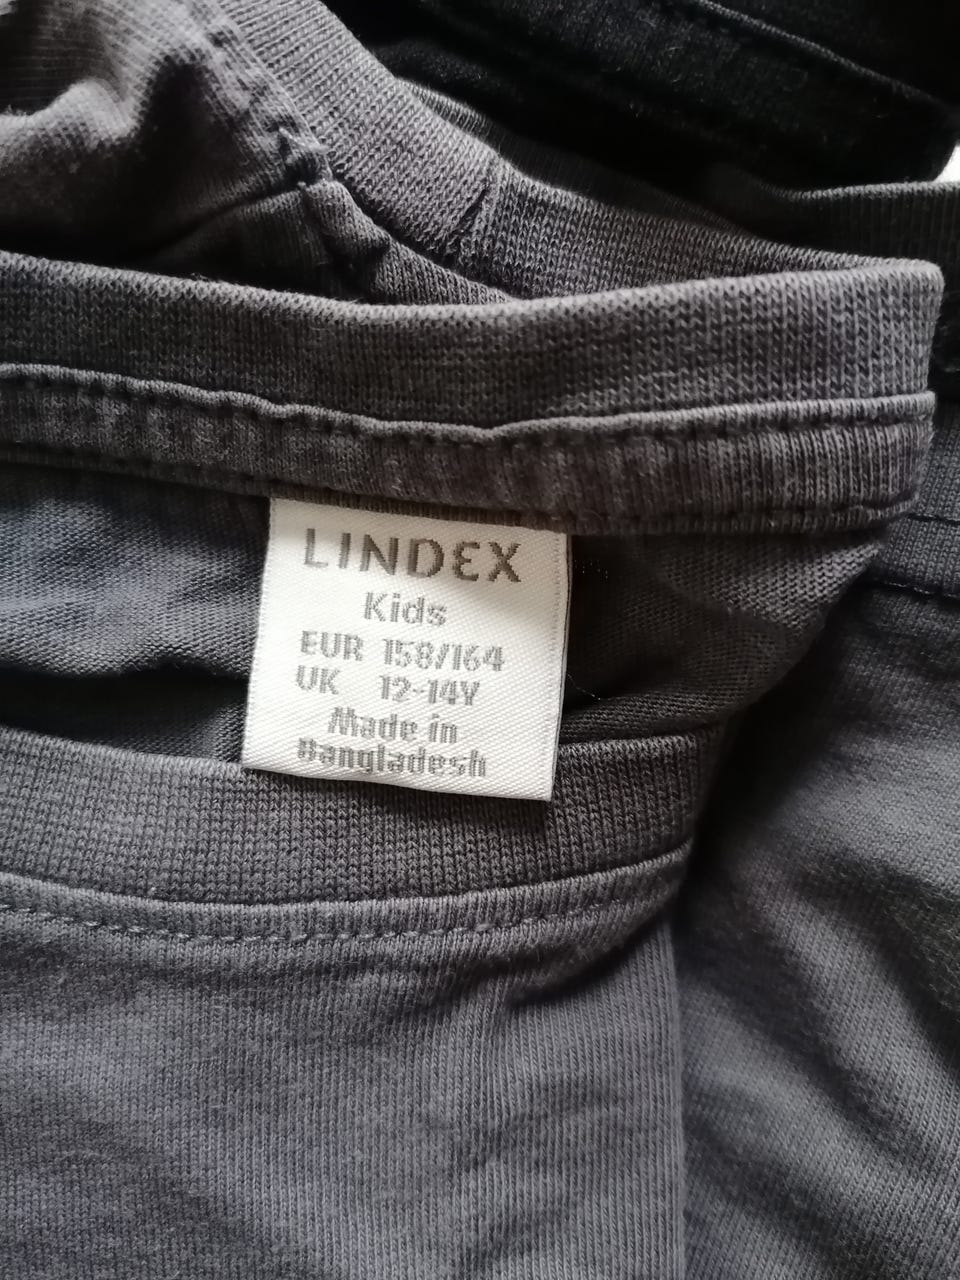 LINDEX
Kids
EUR 158/164
UK 12-14Y
Made in
Bangladesh